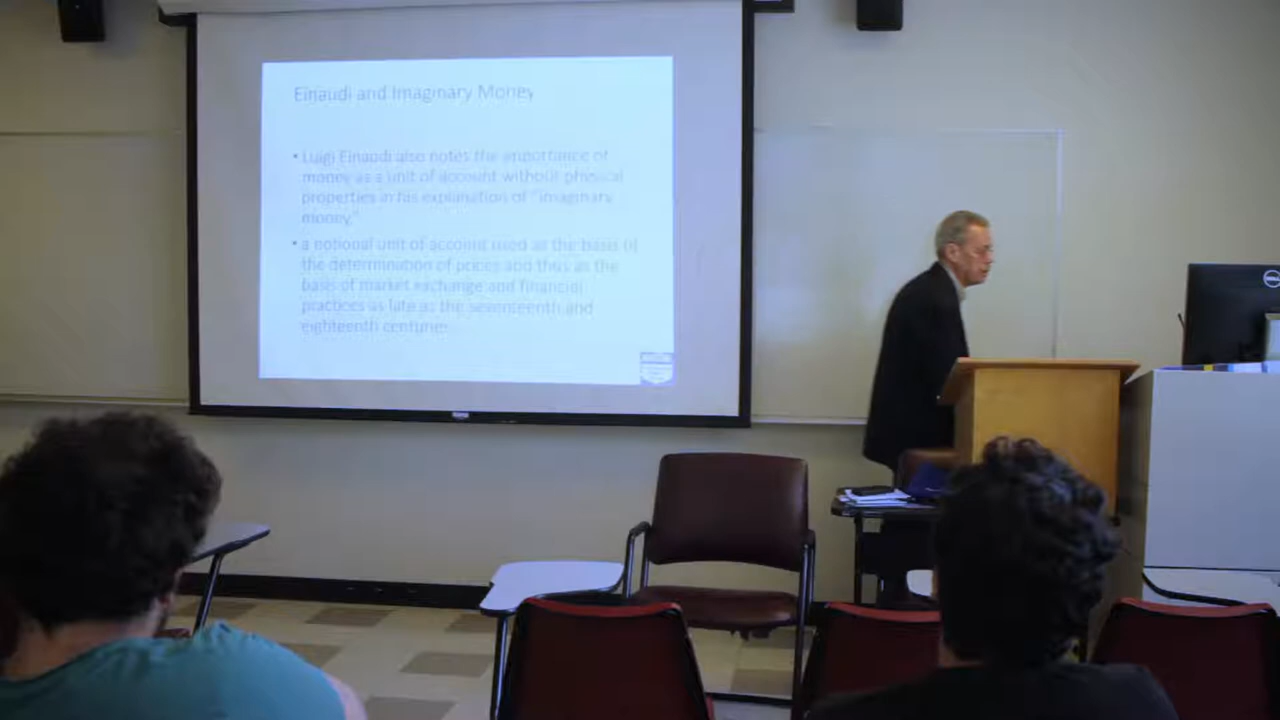 Einaudi and Imaginary Money
• Luigi Einaudi also notes the importance of
money as a unit of account without physical
properties in his explanation of "imaginary
money."
• a notional unit of account used as the basis of
the determination of prices and thus as the
basis of market exchange and financial
practices as late as the seventeenth and
eighteenth centuries.
DELL